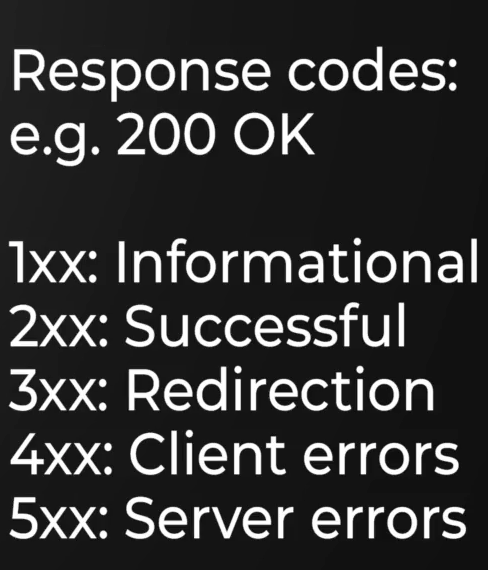 Response codes:
e.g. 200 OK
1xx: Informational
2xx: Successful
3xx: Redirection
4xx: Client errors
5xx: Server errors